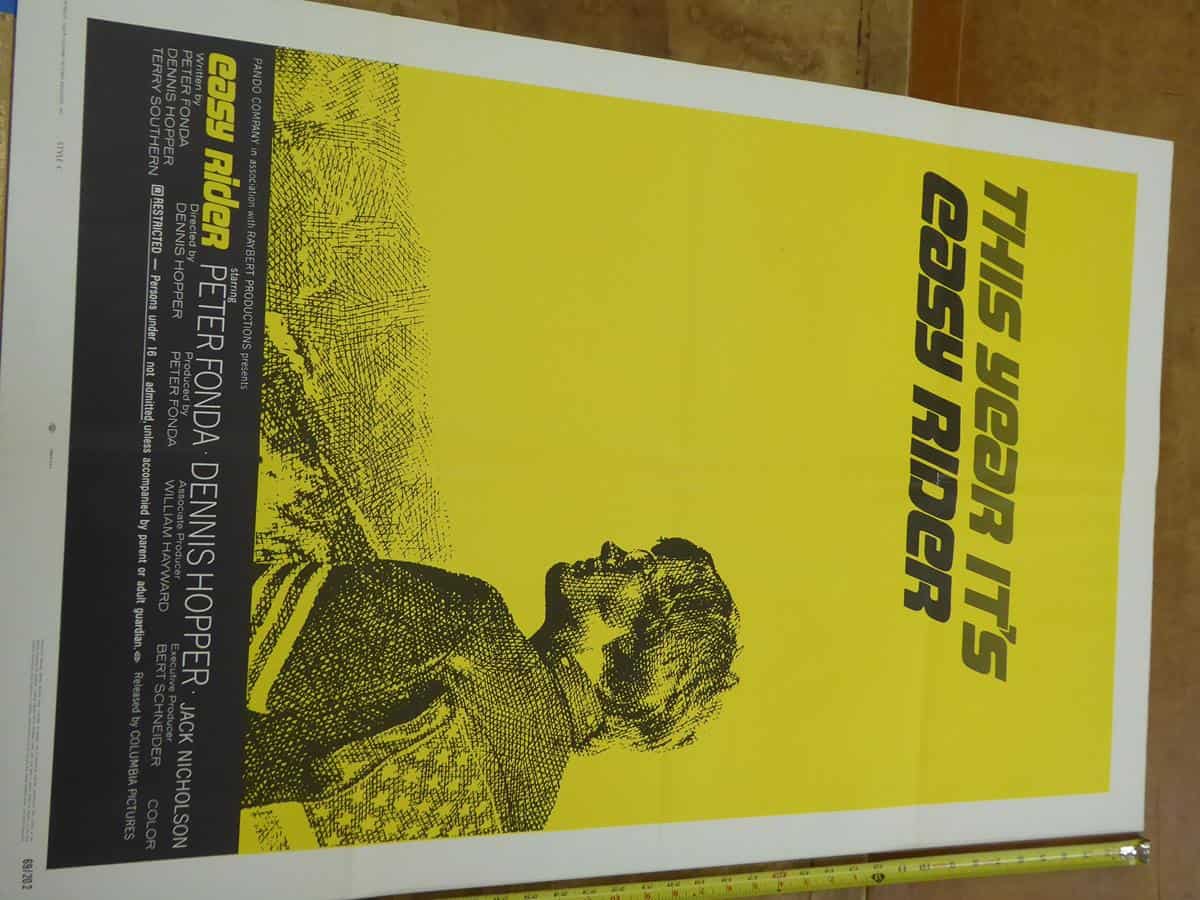 THIS YEAR IT'S
easy RIDER
PANDO COMPANY in association with RAYBERT PRODUCTIONS presents
easy RideR starring PETER FONDA · DENNIS HOPPER · JACK NICHOLSON
Written by
PETER FONDA
DENNIS HOPPER
TERRY SOUTHERN
Directed by
DENNIS HOPPER
Produced by
PETER FONDA
Associate Producer
WILLIAM HAYWARD
Executive Producer
BERT SCHNEIDER
COLOR
R RESTRICTED — Persons under 16 not admitted, unless accompanied by parent or adult guardian.
Released by COLUMBIA PICTURES
STYLE C
69/202